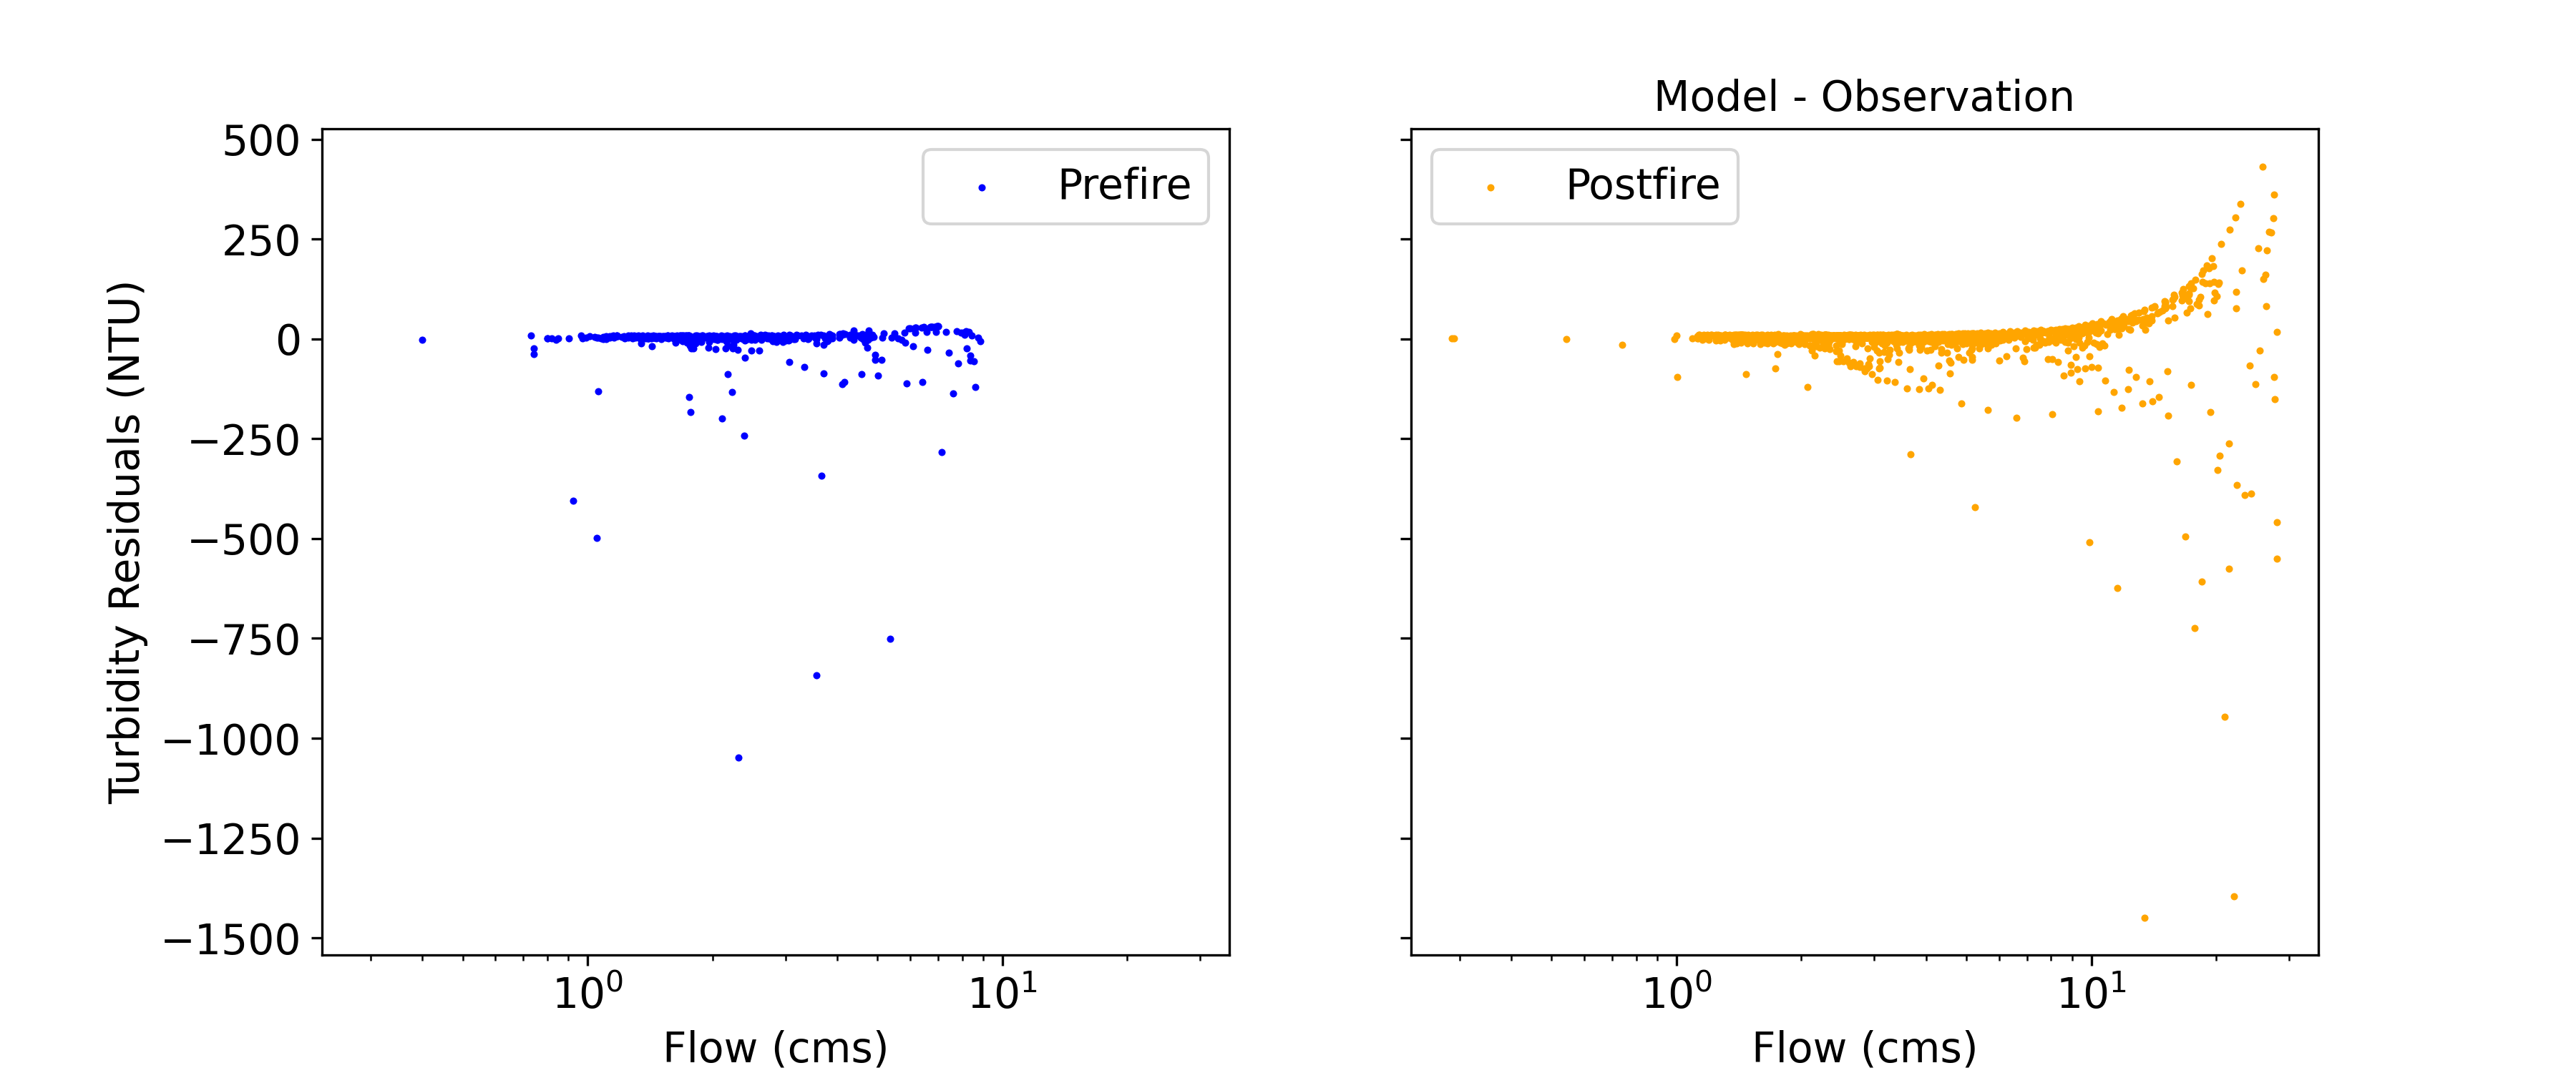 Model - Observation
Prefire
Postfire
500
250
0
−250
−500
−750
−1000
−1250
−1500
Turbidity Residuals (NTU)
10⁰
10¹
10⁰
10¹
Flow (cms)
Flow (cms)